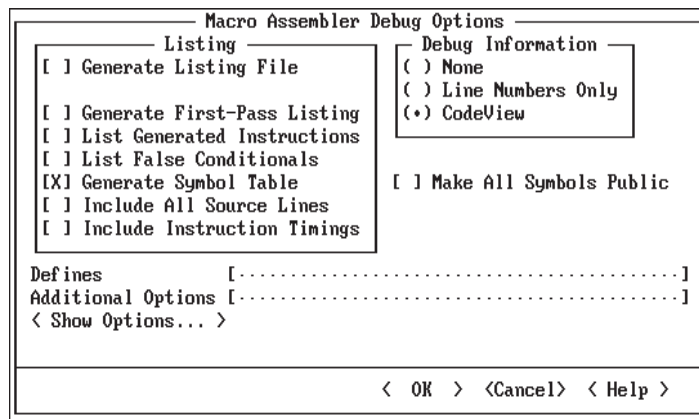 Macro Assembler Debug Options
Listing
[ ] Generate Listing File
[ ] Generate First-Pass Listing
[ ] List Generated Instructions
[ ] List False Conditionals
[X] Generate Symbol Table
[ ] Include All Source Lines
[ ] Include Instruction Timings
Debug Information
( ) None
( ) Line Numbers Only
(•) CodeView
[ ] Make All Symbols Public
Defines [··········································]
Additional Options [··········································]
< Show Options... >
< OK > <Cancel> < Help >